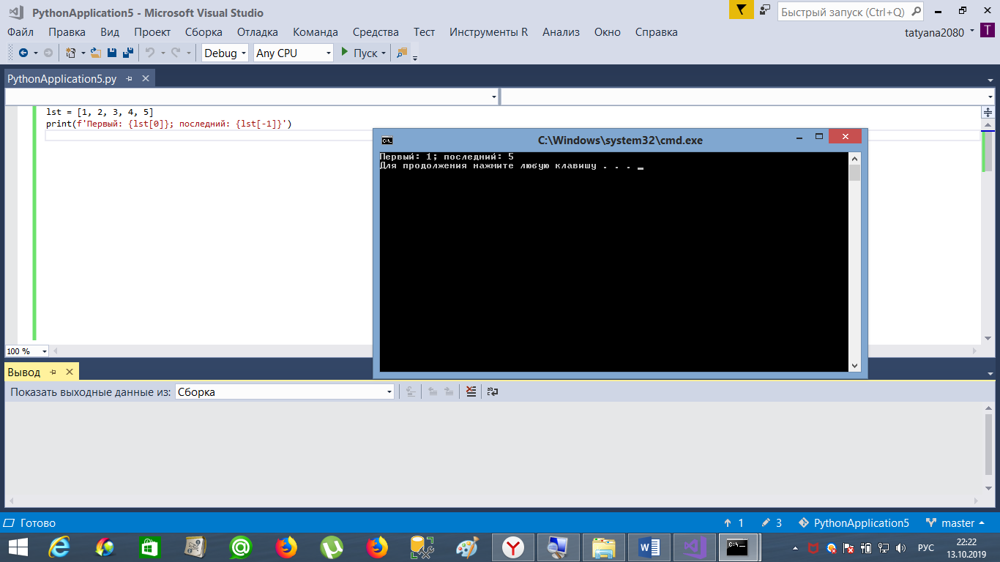 PythonApplication5 - Microsoft Visual Studio
Быстрый запуск (Ctrl+Q)
Файл Правка Вид Проект Сборка Отладка Команда Средства Тест Инструменты R Анализ Окно Справка
tatyana2080 T
Debug Any CPU Пуск
PythonApplication5.py
lst = [1, 2, 3, 4, 5]
print(f'Первый: {lst[0]}; последний: {lst[-1]}')
C:\Windows\system32\cmd.exe
Первый: 1; последний: 5
Для продолжения нажмите любую клавишу . . .
100 %
Вывод
Показать выходные данные из: Сборка
Готово
1 3 PythonApplication5 master
РУС
22:22
13.10.2019